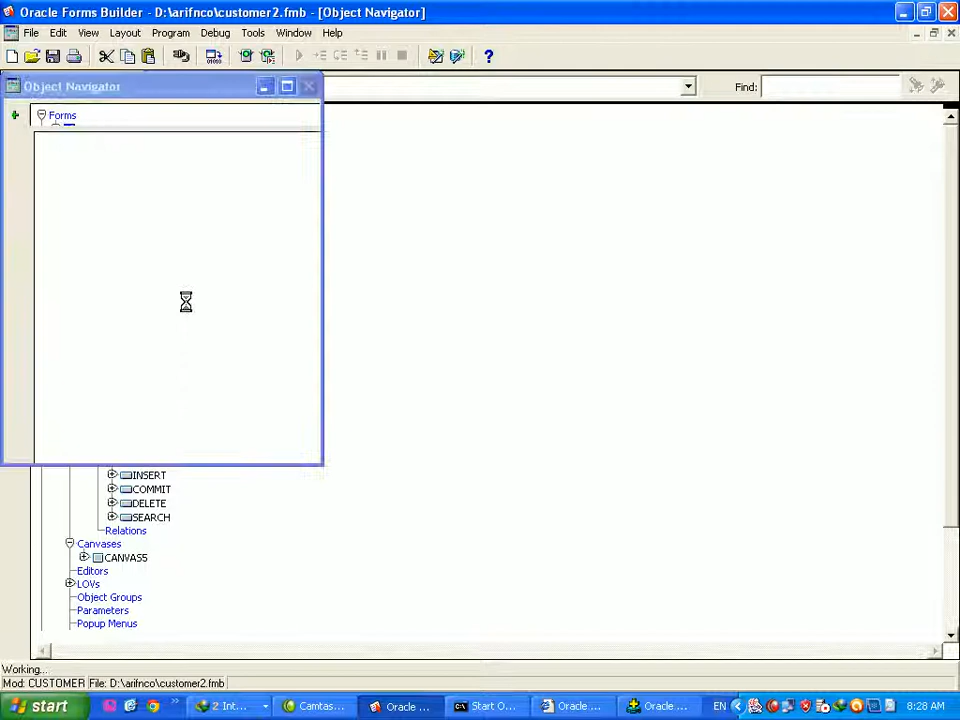 Oracle Forms Builder - D:\arifnco\customer2.fmb - [Object Navigator]
File Edit View Layout Program Debug Tools Window Help
Object Navigator
Find:
Forms
INSERT
COMMIT
DELETE
SEARCH
Relations
Canvases
CANVAS5
Editors
LOVs
Object Groups
Parameters
Popup Menus
Working...
Mod: CUSTOMER File: D:\arifnco\customer2.fmb
start 2 Int... Camtas... Oracle ... Start O... Oracle.... Oracle.... EN 8:28 AM